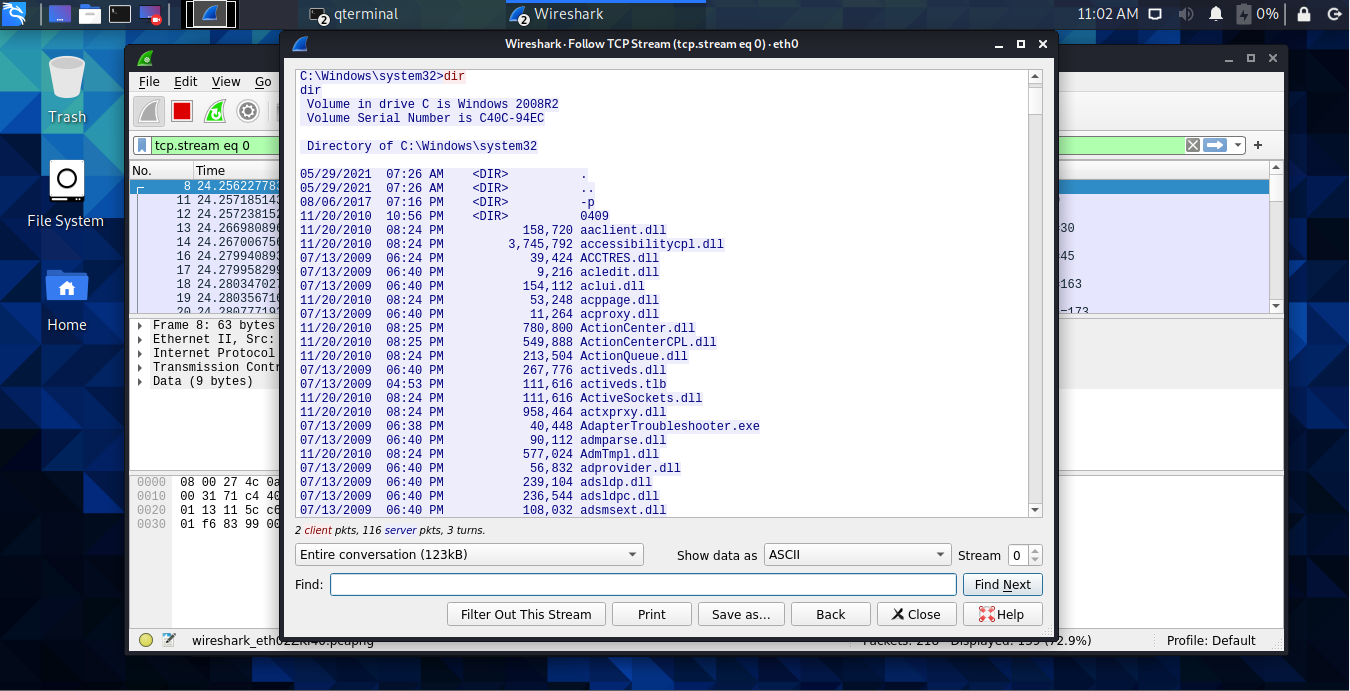 2 qterminal
2 Wireshark
11:02 AM
0%
Trash
File System
Home
File Edit View Go
tcp.stream eq 0
No. Time
8 24.256227783
11 24.257185143
12 24.257238152
13 24.266980896
=30
14 24.267006756
16 24.279940893
=45
17 24.279958299
18 24.280347027
=163
19 24.280356716
20 24.280777193
=173
Frame 8: 63 bytes
Ethernet II, Src:
Internet Protocol
Transmission Contr
Data (9 bytes)
0000 08 00 27 4c 0a
0010 00 31 71 c4 40
0020 01 13 11 5c c6
0030 01 f6 83 99 00
Wireshark · Follow TCP Stream (tcp.stream eq 0) · eth0
C:\Windows\system32>dir
dir
Volume in drive C is Windows 2008R2
Volume Serial Number is C40C-94EC
Directory of C:\Windows\system32
05/29/2021 07:26 AM <DIR> .
05/29/2021 07:26 AM <DIR> ..
08/06/2017 07:16 PM <DIR> -p
11/20/2010 10:56 PM <DIR> 0409
11/20/2010 08:24 PM 158,720 aaclient.dll
11/20/2010 08:24 PM 3,745,792 accessibilitycpl.dll
07/13/2009 06:24 PM 39,424 ACCTRES.dll
07/13/2009 06:40 PM 9,216 acledit.dll
07/13/2009 06:40 PM 154,112 aclui.dll
11/20/2010 08:24 PM 53,248 acppage.dll
07/13/2009 06:40 PM 11,264 acproxy.dll
11/20/2010 08:25 PM 780,800 ActionCenter.dll
11/20/2010 08:25 PM 549,888 ActionCenterCPL.dll
11/20/2010 08:24 PM 213,504 ActionQueue.dll
07/13/2009 06:40 PM 267,776 activeds.dll
07/13/2009 04:53 PM 111,616 activeds.tlb
11/20/2010 08:24 PM 111,616 ActiveSockets.dll
11/20/2010 08:24 PM 958,464 actxprxy.dll
07/13/2009 06:38 PM 40,448 AdapterTroubleshooter.exe
07/13/2009 06:40 PM 90,112 admparse.dll
11/20/2010 08:24 PM 577,024 AdmTmpl.dll
07/13/2009 06:40 PM 56,832 adprovider.dll
07/13/2009 06:40 PM 239,104 adsldp.dll
07/13/2009 06:40 PM 236,544 adsldpc.dll
07/13/2009 06:40 PM 108,032 adsmsext.dll
2 client pkts, 116 server pkts, 3 turns.
Entire conversation (123kB)
Show data as ASCII
Stream 0
Find:
Find Next
Filter Out This Stream
Print
Save as...
Back
Close
Help
Profile: Default